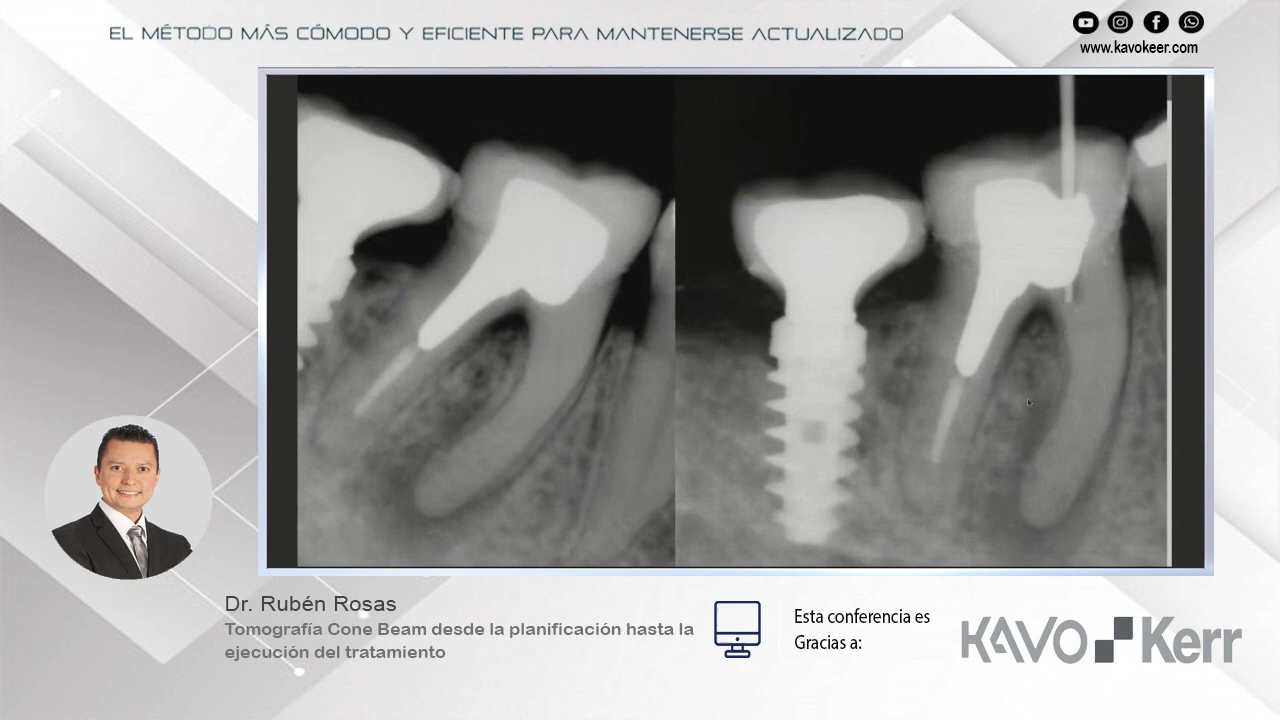 EL MÉTODO MÁS CÓMODO Y EFICIENTE PARA MANTENERSE ACTUALIZADO
www.kavokeer.com
Dr. Rubén Rosas
Tomografía Cone Beam desde la planificación hasta la
ejecución del tratamiento
Esta conferencia es
Gracias a:
KAVO Kerr